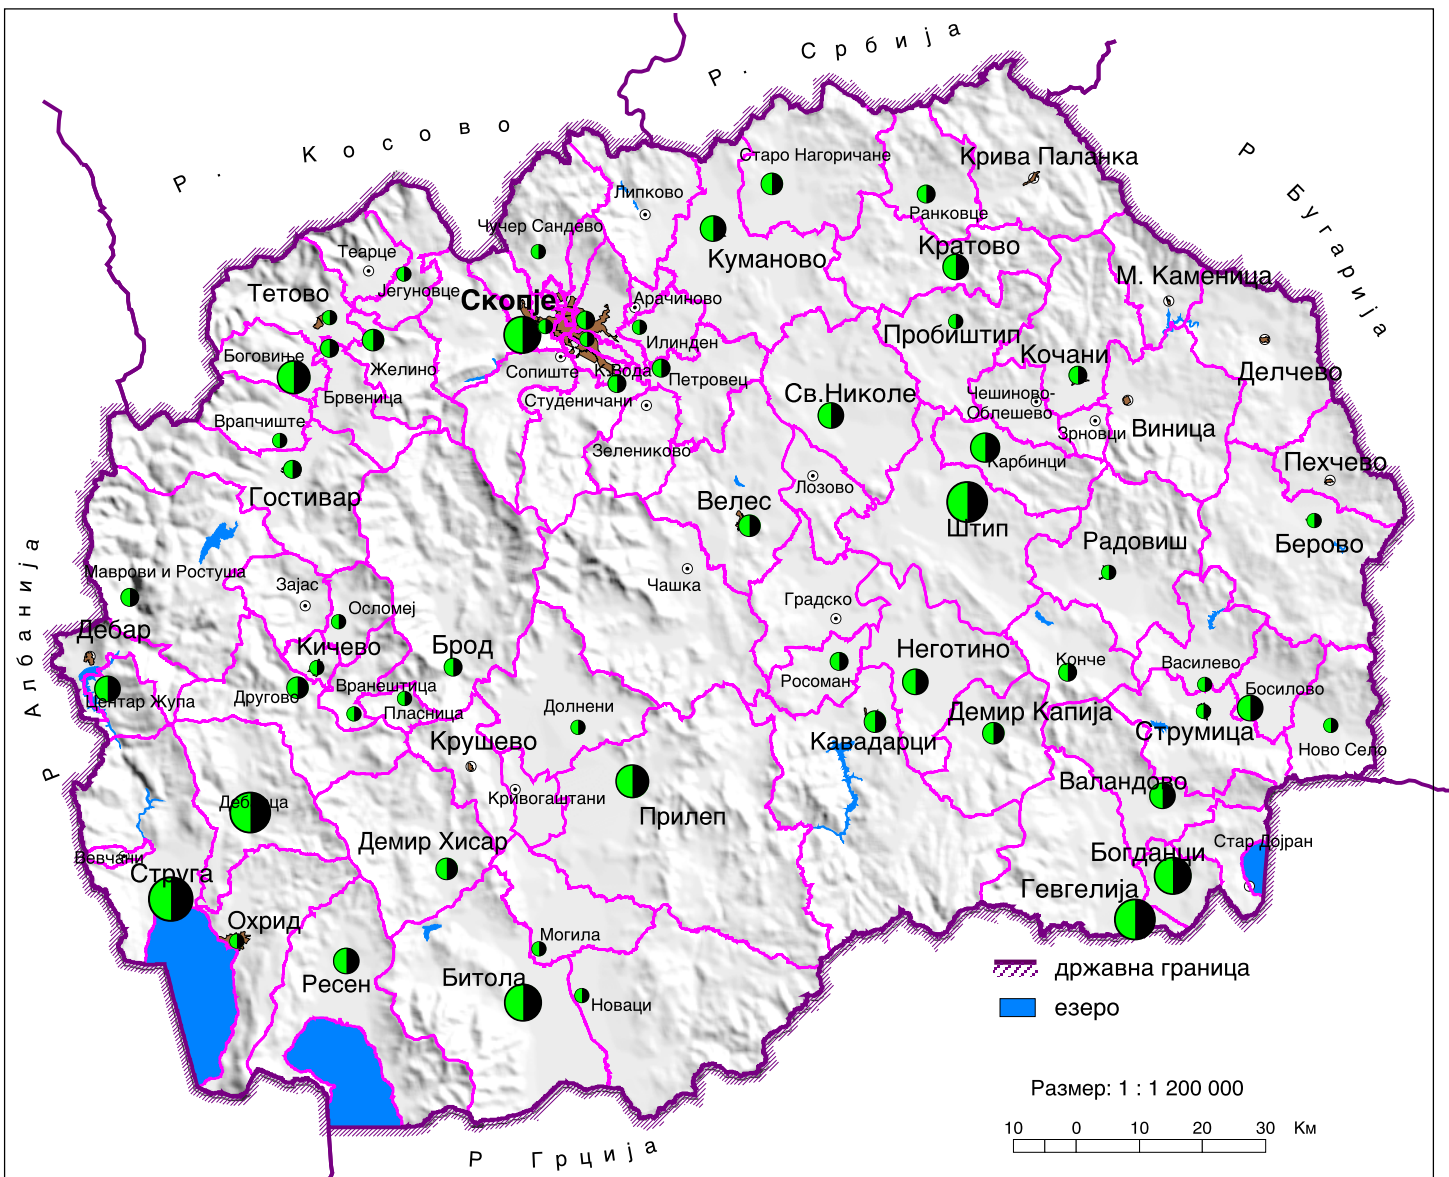 Р. Србија
Р. Косово
Р Бугарија
Старо Нагоричане
Крива Паланка
Липково
Ранковце
Чучер Сандево
Куманово
Кратово
Теарце
Јегуновце
М. Каменица
Тетово
Скопје
Арачиново
Илинден
Пробиштип
Кочани
Боговиње
Желино
Сопиште
К.Вода
Петровец
Делчево
Брвеница
Студеничани
Св.Николе
Чешиново-
Облешево
Врапчиште
Зрновци
Виница
Зелениково
Карбинци
Пехчево
Гостивар
Велес
Лозово
Штип
Радовиш
Берово
Р Албанија
Маврови и Ростуша
Зајас
Чашка
Осломеј
Градско
Дебар
Кичево
Брод
Неготино
Конче
Василево
Центар Жупа
Другово
Вранештица
Росоман
Босилово
Пласница
Долнени
Демир Капија
Струмица
Крушево
Кавадарци
Ново Село
Валандово
Дебрца
Кривогаштани
Прилеп
Демир Хисар
Стар Дојран
Вевчани
Богданци
Струга
Гевгелија
Охрид
Могила
Ресен
Битола
Новаци
државна граница
езеро
Размер: 1 : 1 200 000
10 0 10 20 30 Км
Р Грција